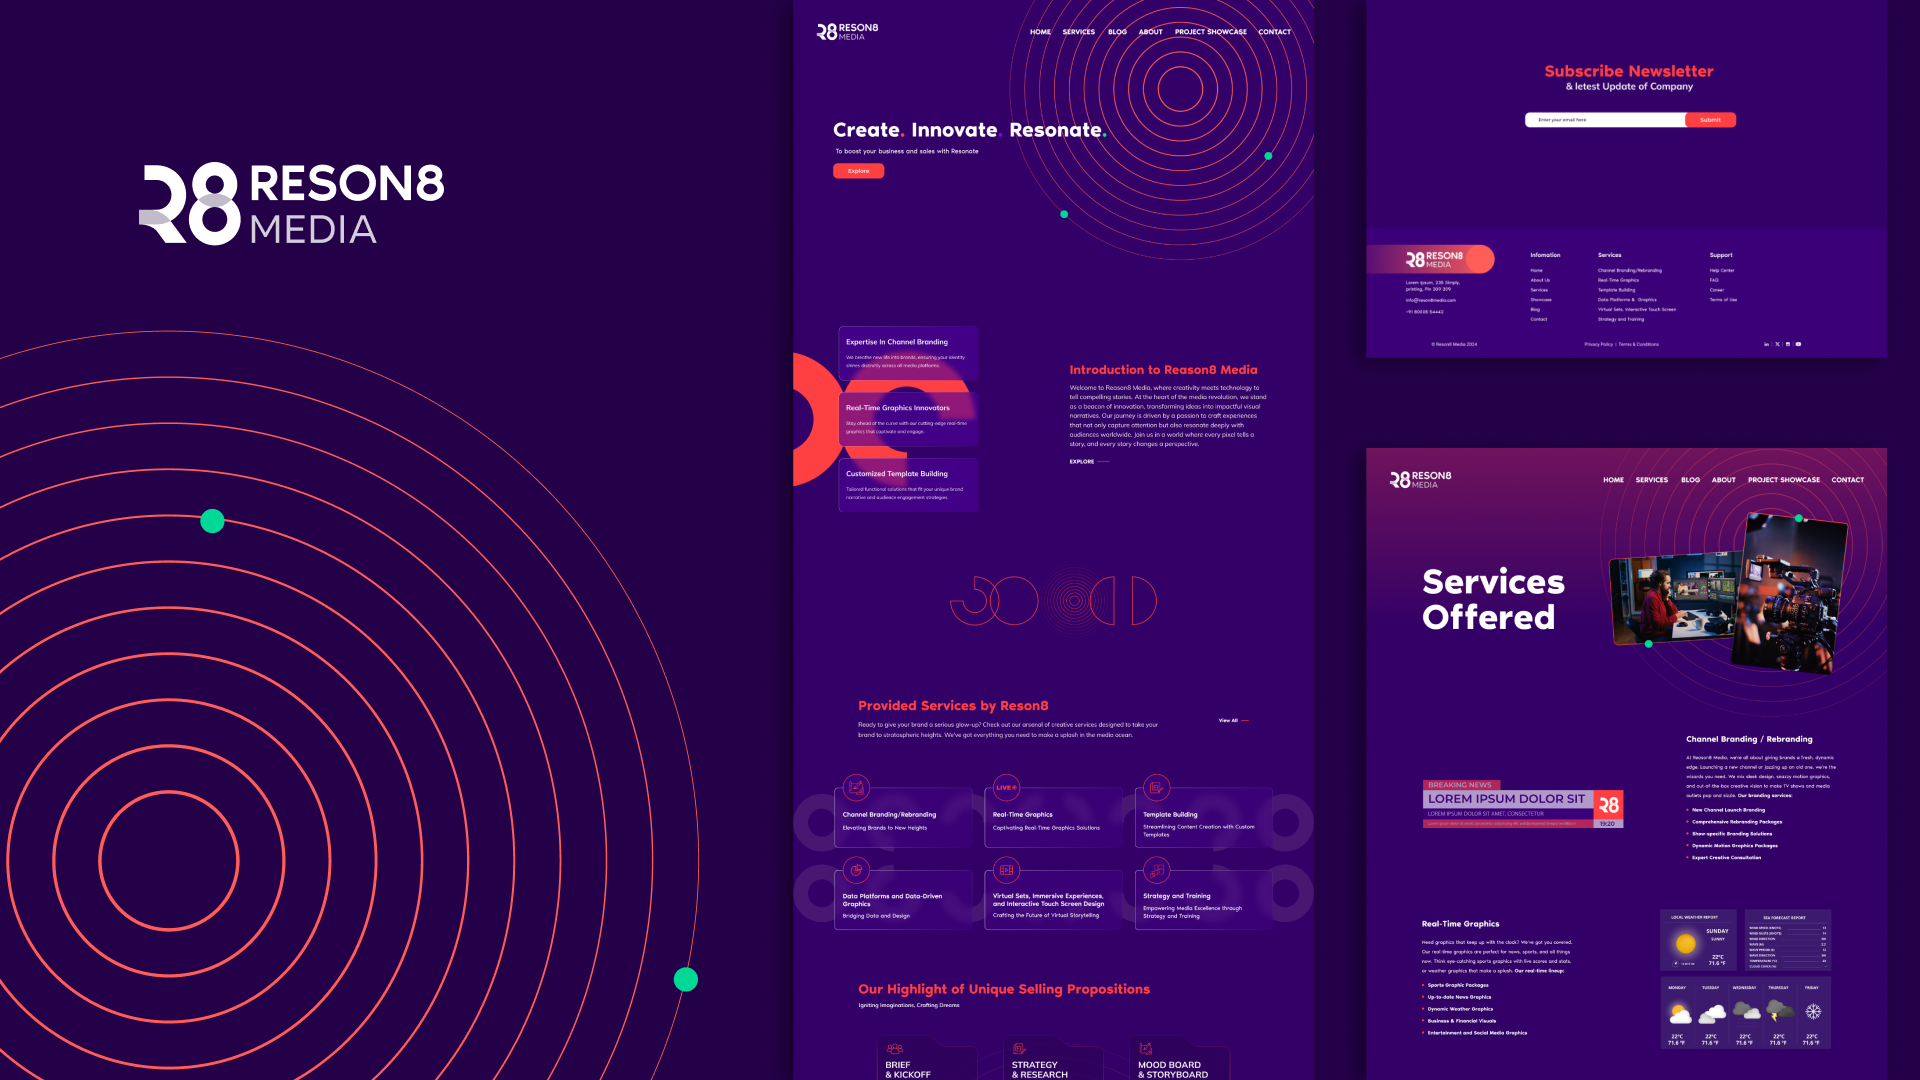 R8 RESON8
MEDIA
R8 RESON8
MEDIA
HOME SERVICES BLOG ABOUT PROJECT SHOWCASE CONTACT
Create. Innovate. Resonate.
To boost your business and sales with Resonate
Explore
Expertise In Channel Branding
We breathe new life into brands, ensuring your identity
shines distinctly across all media platforms.
Real-Time Graphics Innovators
Stay ahead of the curve with our cutting-edge real-time
graphics that captivate and engage.
Customized Template Building
Tailored functional solutions that fit your unique brand
narrative and audience engagement strategies.
Introduction to Reason8 Media
Welcome to Reason8 Media, where creativity meets technology to
tell compelling stories. At the heart of the media revolution, we stand
as a beacon of innovation, transforming ideas into impactful visual
narratives. Our journey is driven by a passion to craft experiences
that not only capture attention but also resonate deeply with
audiences worldwide. Join us in a world where every pixel tells a
story, and every story changes a perspective.
EXPLORE
Provided Services by Reson8
Ready to give your brand a serious glow-up? Check out our arsenal of creative services designed to take your
brand to stratospheric heights. We've got everything you need to make a splash in the media ocean.
View All
Channel Branding/Rebranding
Elevating Brands to New Heights
LIVE
Real-Time Graphics
Captivating Real-Time Graphics Solutions
Template Building
Streamlining Content Creation with Custom
Templates
Data Platforms and Data-Driven
Graphics
Bridging Data and Design
Virtual Sets, Immersive Experiences,
and Interactive Touch Screen Design
Crafting the Future of Virtual Storytelling
Strategy and Training
Empowering Media Excellence through
Strategy and Training
Our Highlight of Unique Selling Propositions
Igniting Imaginations, Crafting Dreams
BRIEF
& KICKOFF
STRATEGY
& RESEARCH
MOOD BOARD
& STORYBOARD
Subscribe Newsletter
& letest Update of Company
Enter your email here
Submit
R8 RESON8
MEDIA
Lorem Ipsum, 235 Simply,
printing, Pin 209 309
info@reson8media.com
+91 80005 54442
Infomation
Home
About Us
Services
Showcase
Blog
Contact
Services
Channel Branding/Rebranding
Real-Time Graphics
Template Building
Data Platforms & Graphics
Virtual Sets, Interactive Touch Screen
Strategy and Training
Support
Help Center
FAQ
Career
Terms of Use
© Reson8 Media 2024
Privacy Policy | Terms & Conditions
R8 RESON8
MEDIA
HOME SERVICES BLOG ABOUT PROJECT SHOWCASE CONTACT
Services
Offered
Channel Branding / Rebranding
At Reason8 Media, we're all about giving brands a fresh, dynamic
edge. Launching a new channel or jazzing up an old one, we're the
wizards you need. We mix sleek design, snazzy motion graphics,
and out-of-the box creative vision to make TV shows and media
outlets pop and sizzle. Our branding services:
New Channel Launch Branding
Comprehensive Rebranding Packages
Show-specific Branding Solutions
Dynamic Motion Graphics Packages
Expert Creative Consultation
BREAKING NEWS
LOREM IPSUM DOLOR SIT
LOREM IPSUM DOLOR SIT AMET, CONSECTETUR
R8
19:20
Real-Time Graphics
Need graphics that keep up with the clock? We've got you covered.
Our real-time graphics are perfect for news, sports, and all things
now. Think eye-catching sports graphics with live scores and stats,
or weather graphics that make a splash. Our real-time lineup:
Sports Graphic Packages
Up-to-date News Graphics
Dynamic Weather Graphics
Business & Financial Visuals
Entertainment and Social Media Graphics
LOCAL WEATHER REPORT
SUNDAY
SUNNY
22°C
71.6 °F
SEA FORECAST REPORT
MONDAY TUESDAY WEDNESDAY THURSDAY FRIDAY
22°C 22°C 22°C 22°C 22°C
71.6 °F 71.6 °F 71.6 °F 71.6 °F 71.6 °F